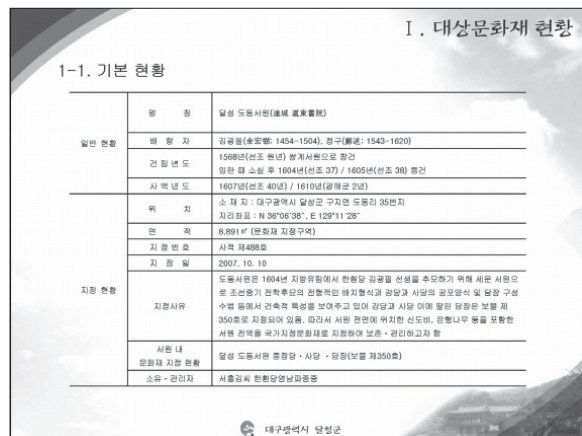 Ⅰ. 대상문화재 현황
1-1. 기본 현황
일반 현황
명 칭
달성 도동서원(達城 道東書院)
배 향 자
김굉필(金宏弼: 1454-1504), 정구(鄭逑: 1543-1620)
건 립 년 도
1568년(선조 원년) 쌍계서원으로 창건
임란 때 소실 후 1604년(선조 37) / 1605년(선조 38) 중건
사 액 년 도
1607년(선조 40년) / 1610년(광해군 2년)
지정 현황
위 치
소 재 지 : 대구광역시 달성군 구지면 도동리 35번지
지리좌표 : N 36°06'38", E 129°11'28"
면 적
8,891㎡ (문화재 지정구역)
지 정 번 호
사적 제488호
지 정 일
2007. 10. 10
지정사유
도동서원은 1604년 지방유림에서 한훤당 김굉필 선생을 추모하기 위해 세운 서원으
로 조선중기 전학후묘의 전형적인 배치형식과 강당과 사당의 공포양식 및 담장 구성
수법 등에서 건축적 특성을 보여주고 있어 강당과 사당 이에 딸린 담장은 보물 제
350호로 지정되어 있음. 따라서 서원 전면에 위치한 신도비, 은행나무 등을 포함한
서원 전역을 국가지정문화재로 지정하여 보존・관리하고자 함
서원 내
문화재 지정 현황
달성 도동서원 중정당・사당 ・담장(보물 제350호)
소유・관리자
서흥김씨 한훤당영남파종중
대구광역시 달성군